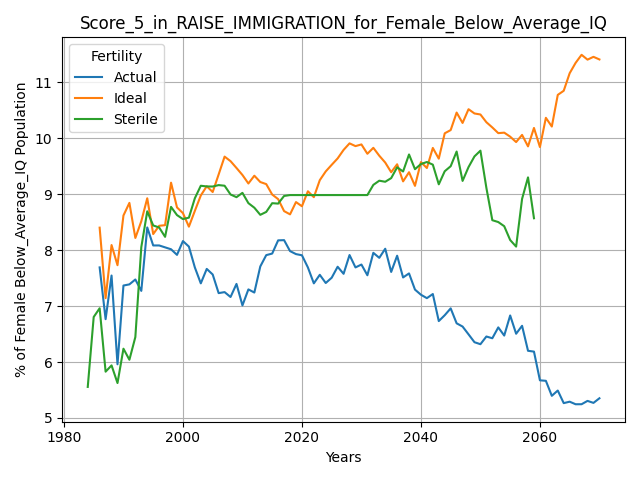 Score_5_in_RAISE_IMMIGRATION_for_Female_Below_Average_IQ
% of Female Below_Average_IQ Population
11
10
9
8
7
6
5
Fertility
Actual
Ideal
Sterile
1980
2000
2020
2040
2060
Years